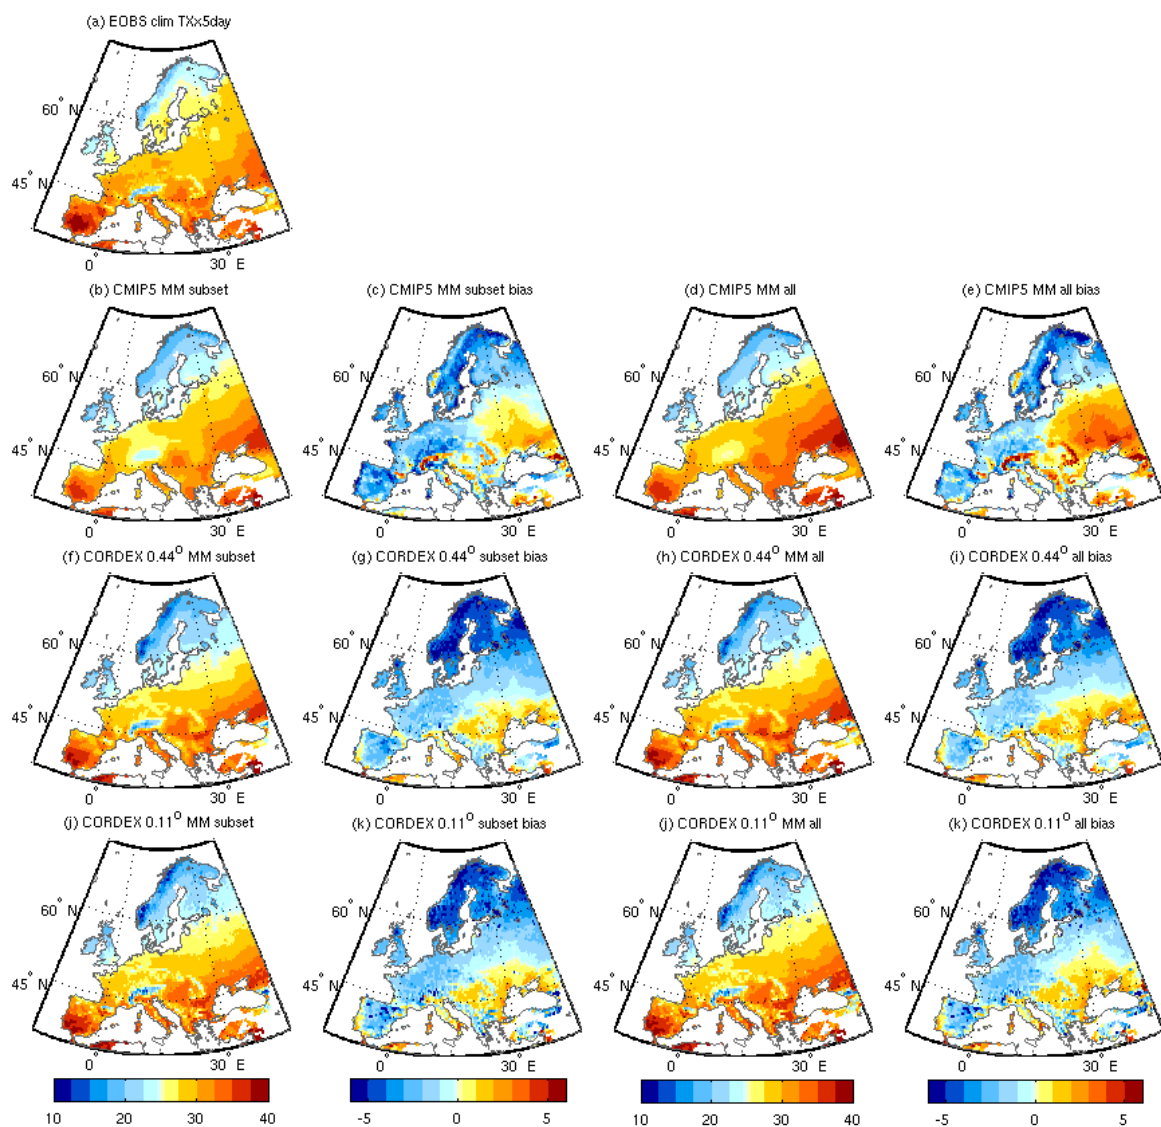 (a) EOBS clim TXx5day
60° N
45° N
0° 30° E
(b) CMIP5 MM subset (c) CMIP5 MM subset bias (d) CMIP5 MM all (e) CMIP5 MM all bias
60° N 60° N 60° N 60° N
45° N 45° N 45° N 45° N
0° 30° E 0° 30° E 0° 30° E 0° 30° E
(f) CORDEX 0.44° MM subset (g) CORDEX 0.44° subset bias (h) CORDEX 0.44° MM all (i) CORDEX 0.44° all bias
60° N 60° N 60° N 60° N
45° N 45° N 45° N 45° N
0° 30° E 0° 30° E 0° 30° E 0° 30° E
(j) CORDEX 0.11° MM subset (k) CORDEX 0.11° subset bias (j) CORDEX 0.11° MM all (k) CORDEX 0.11° all bias
60° N 60° N 60° N 60° N
45° N 45° N 45° N 45° N
0° 30° E 0° 30° E 0° 30° E 0° 30° E
10 20 30 40 -5 0 5 10 20 30 40 -5 0 5